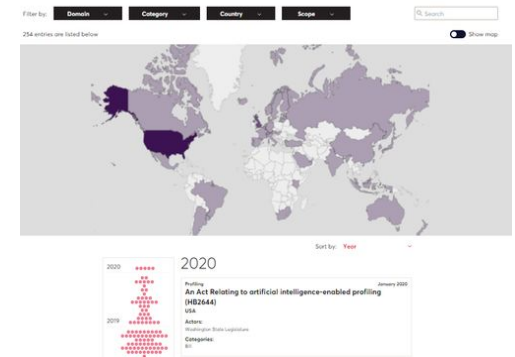 Filter by: Domain Category Country Scope Search
254 entries are listed below Show map
Sort by: Year
2020
2020
Profiling January 2020
An Act Relating to artificial intelligence-enabled profiling
(HB2644)
USA
2019
Actors:
Washington State Legislature
Categories:
Bill